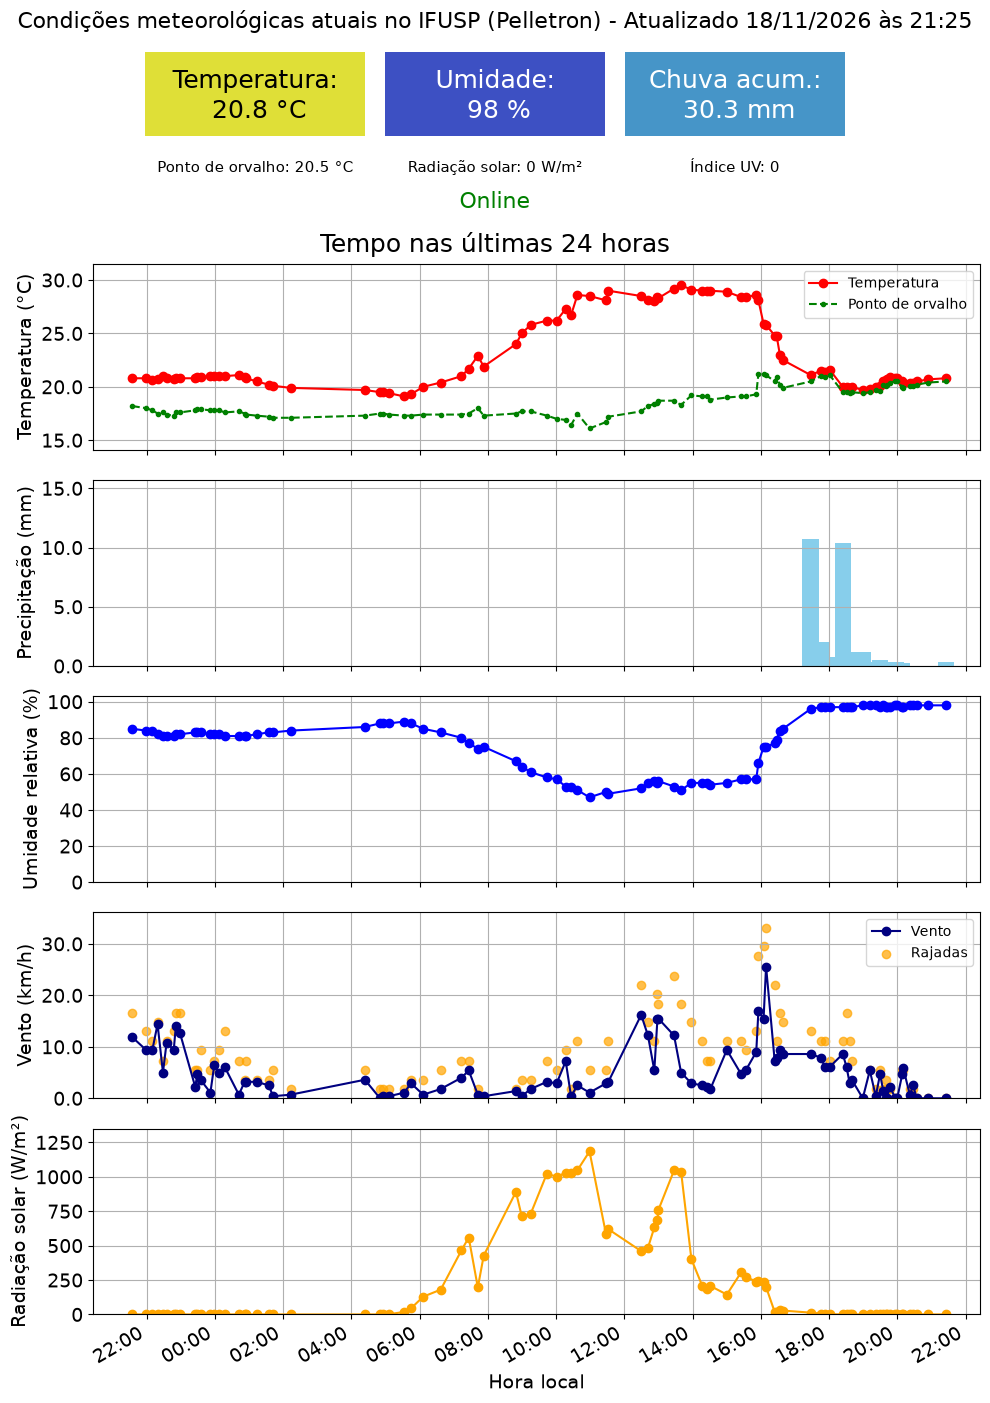 Condições meteorológicas atuais no IFUSP (Pelletron) - Atualizado 18/11/2026 às 21:25
Temperatura:
20.8 °C
Umidade:
98 %
Chuva acum.:
30.3 mm
Ponto de orvalho: 20.5 °C
Radiação solar: 0 W/m²
Índice UV: 0
Online
Tempo nas últimas 24 horas
Temperatura (°C)
30.0
25.0
20.0
15.0
Temperatura
Ponto de orvalho
Precipitação (mm)
15.0
10.0
5.0
0.0
Umidade relativa (%)
100
80
60
40
20
0
Vento (km/h)
30.0
20.0
10.0
0.0
Vento
Rajadas
Radiação solar (W/m²)
1250
1000
750
500
250
0
22:00
00:00
02:00
04:00
06:00
08:00
10:00
12:00
14:00
16:00
18:00
20:00
22:00
Hora local